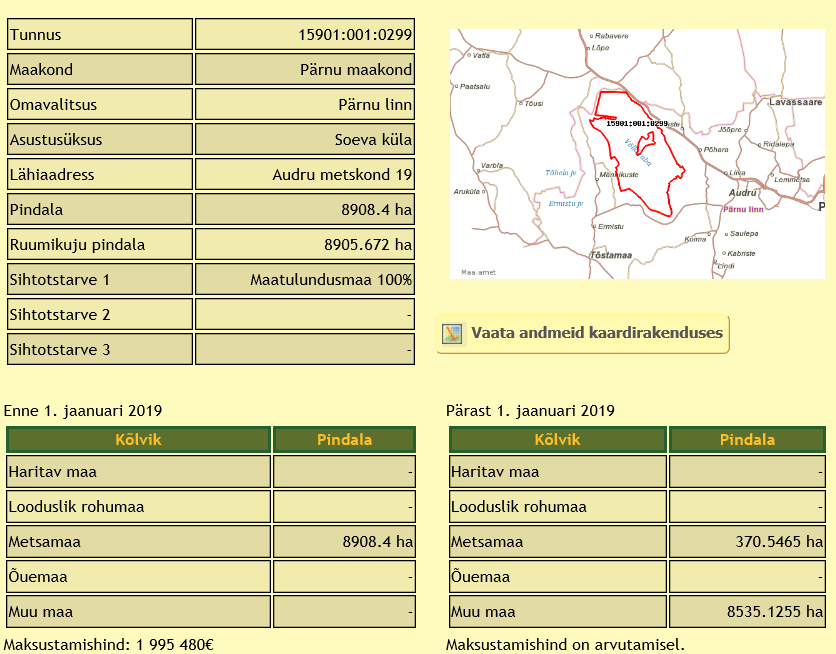 Tunnus 15901:001:0299
Maakond Pärnu maakond
Omavalitsus Pärnu linn
Asustusüksus Soeva küla
Lähiaadress Audru metskond 19
Pindala 8908.4 ha
Ruumikuju pindala 8905.672 ha
Sihtotstarve 1 Maatulundusmaa 100%
Sihtotstarve 2 -
Sihtotstarve 3 -
Rabavere
Lõpe
Vatla
Paatsalu
Tõusi
Lavassaare
15901:001:0299
Jõõpre
Ridalepa
Põhara
Varbla
Tõhela jv
Männikuste
Liiva
Lemmetsa
Aruküla
Audru
Ermistu jv
Pärnu linn
P
Ermistu
Saulepa
Kolma
Kabriste
Tõstamaa
Lindi
Maa-amet
Vaata andmeid kaardirakenduses
Enne 1. jaanuari 2019
Kõlvik Pindala
Haritav maa -
Looduslik rohumaa -
Metsamaa 8908.4 ha
Õuemaa -
Muu maa -
Maksustamishind: 1 995 480€
Pärast 1. jaanuari 2019
Kõlvik Pindala
Haritav maa -
Looduslik rohumaa -
Metsamaa 370.5465 ha
Õuemaa -
Muu maa 8535.1255 ha
Maksustamishind on arvutamisel.